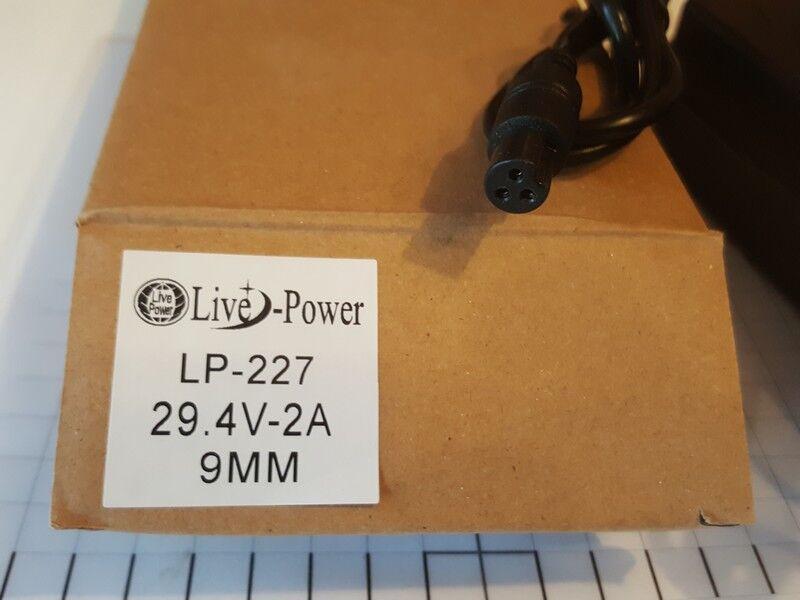 Live Power
Live-Power
LP-227
29.4V-2A
9MM